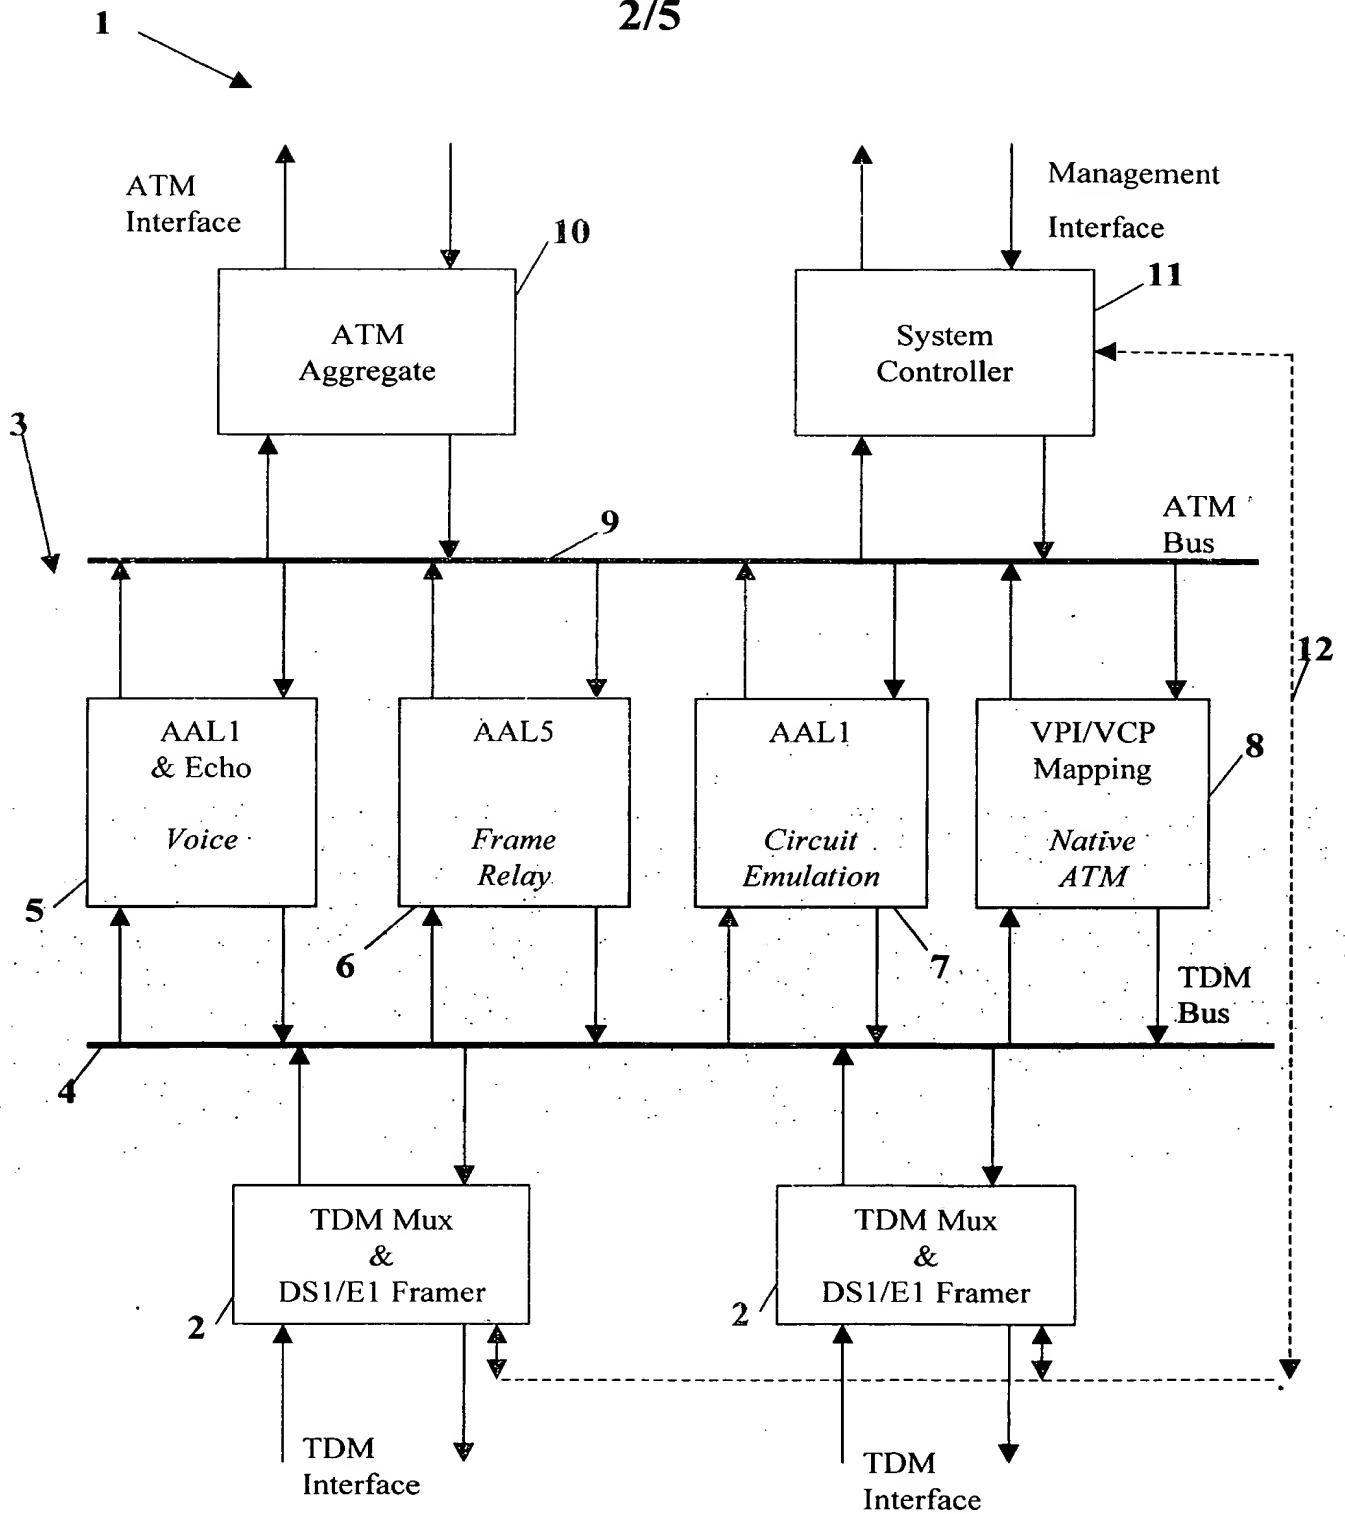 2/5
1
ATM
Interface
Management
Interface
10
11
ATM
Aggregate
System
Controller
3
9
ATM
Bus
12
AAL1
& Echo
Voice
AAL5
Frame
Relay
AAL1
Circuit
Emulation
VPI/VCP
Mapping
Native
ATM
8
5
6
7
TDM
Bus
4
TDM Mux
&
DS1/E1 Framer
TDM Mux
&
DS1/E1 Framer
2
2
TDM
Interface
TDM
Interface